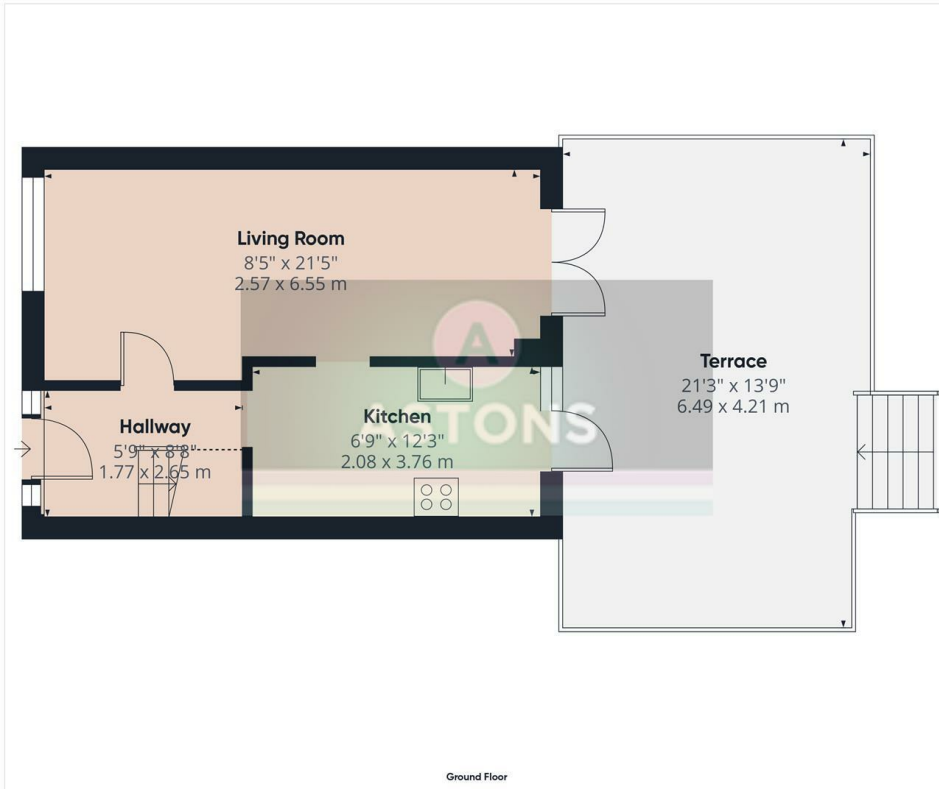 Living Room
8'5" x 21'5"
2.57 x 6.55 m
A
ASTONS
Terrace
21'3" x 13'9"
6.49 x 4.21 m
Kitchen
6'9" x 12'3"
2.08 x 3.76 m
Hallway
5'9" x 8'8"
1.77 x 2.65 m
Ground Floor